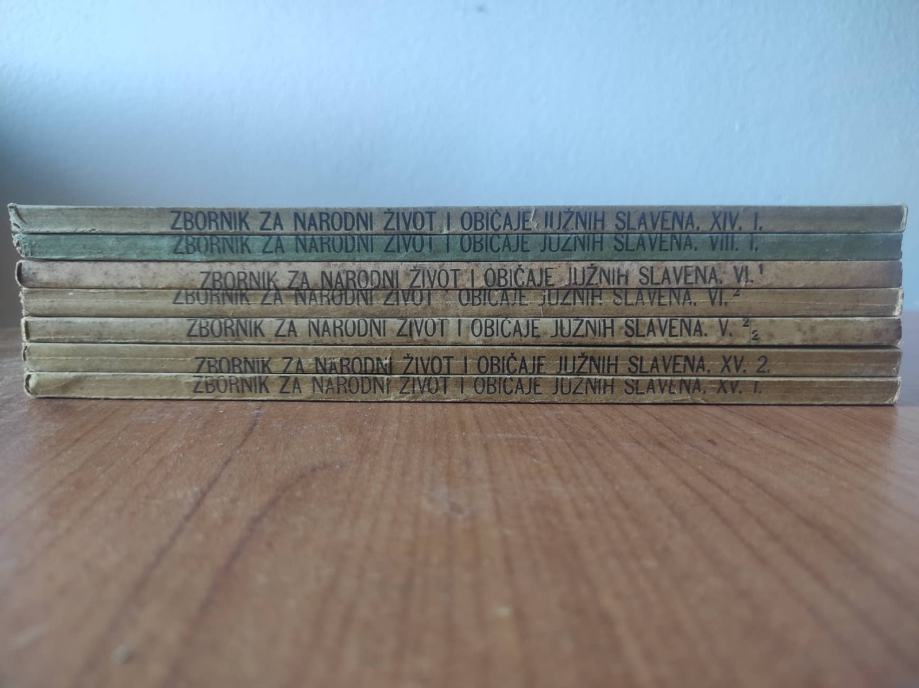 ZBORNIK ZA NARODNI ŽIVOT I OBIČAJE JUŽNIH SLAVENA. XIV. 1.
ZBORNIK ZA NARODNI ŽIVOT I OBIČAJE JUŽNIH SLAVENA. VIII. 1.
ZBORNIK ZA NARODNI ŽIVOT I OBIČAJE JUŽNIH SLAVENA. VI. 1
ZBORNIK ZA NARODNI ŽIVOT I OBIČAJE JUŽNIH SLAVENA. VI. 2
ZBORNIK ZA NARODNI ŽIVOT I OBIČAJE JUŽNIH SLAVENA. V. 2 2
ZBORNIK ZA NARODNI ŽIVOT I OBIČAJE JUŽNIH SLAVENA. XV. 2.
ZBORNIK ZA NARODNI ŽIVOT I OBIČAJE JUŽNIH SLAVENA. XV. 1.